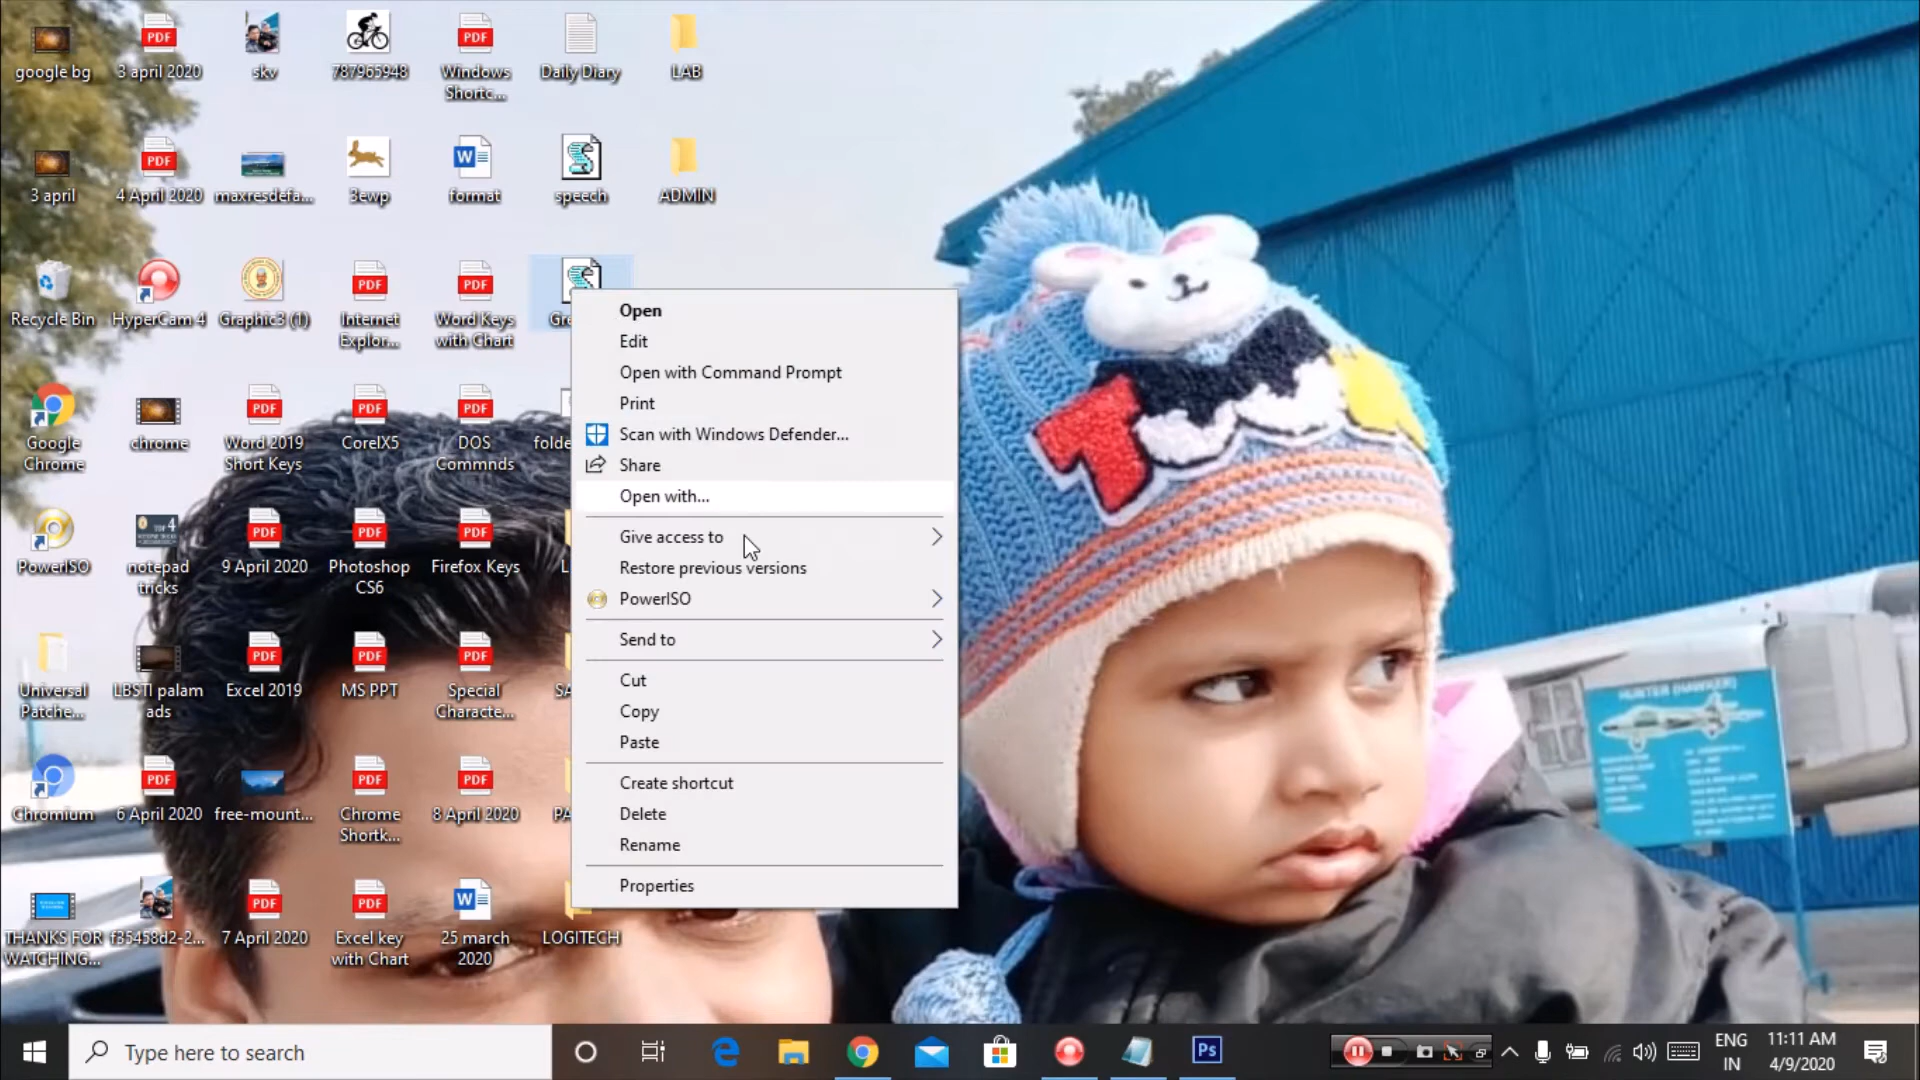 google bg
3 april 2020
skv
787965948
Windows
Shortc...
Daily Diary
LAB
3 april
4 April 2020
maxresdefa...
3ewp
format
speech
ADMIN
Recycle Bin
HyperCam 4
Graphic3 (1)
Internet
Explor...
Word Keys
with Chart
Gre
Google
Chrome
chrome
Word 2019
Short Keys
CorelX5
DOS
Commnds
folde
PowerISO
TOP 4
notepad
tricks
9 April 2020
Photoshop
CS6
Firefox Keys
L
Universal
Patche...
LBSTI palam
ads
Excel 2019
MS PPT
Special
Characte...
SA
Chromium
6 April 2020
free-mount...
Chrome
Shortk...
8 April 2020
PA
THANKS FOR
WATCHING...
f35458d2-2...
7 April 2020
Excel key
with Chart
25 march
2020
LOGITECH
Open
Edit
Open with Command Prompt
Print
Scan with Windows Defender...
Share
Open with...
Give access to
Restore previous versions
PowerISO
Send to
Cut
Copy
Paste
Create shortcut
Delete
Rename
Properties
HUNTER (HAWKER)
Type here to search
Ps
ENG
IN
11:11 AM
4/9/2020